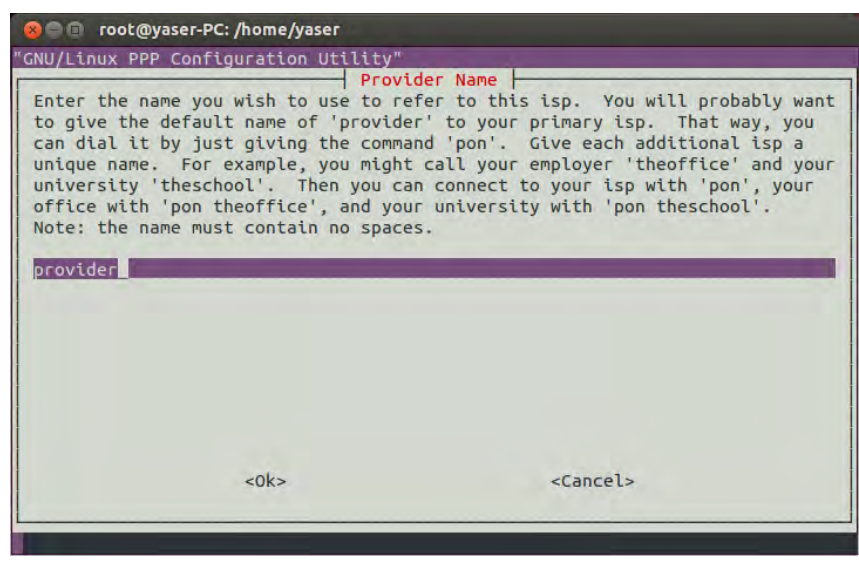 root@yaser-PC: /home/yaser
"GNU/Linux PPP Configuration Utility"
Provider Name
Enter the name you wish to use to refer to this isp.  You will probably want
to give the default name of 'provider' to your primary isp.  That way, you
can dial it by just giving the command 'pon'.  Give each additional isp a
unique name.  For example, you might call your employer 'theoffice' and your
university 'theschool'.  Then you can connect to your isp with 'pon', your
office with 'pon theoffice', and your university with 'pon theschool'.
Note: the name must contain no spaces.
provider
<Ok> <Cancel>